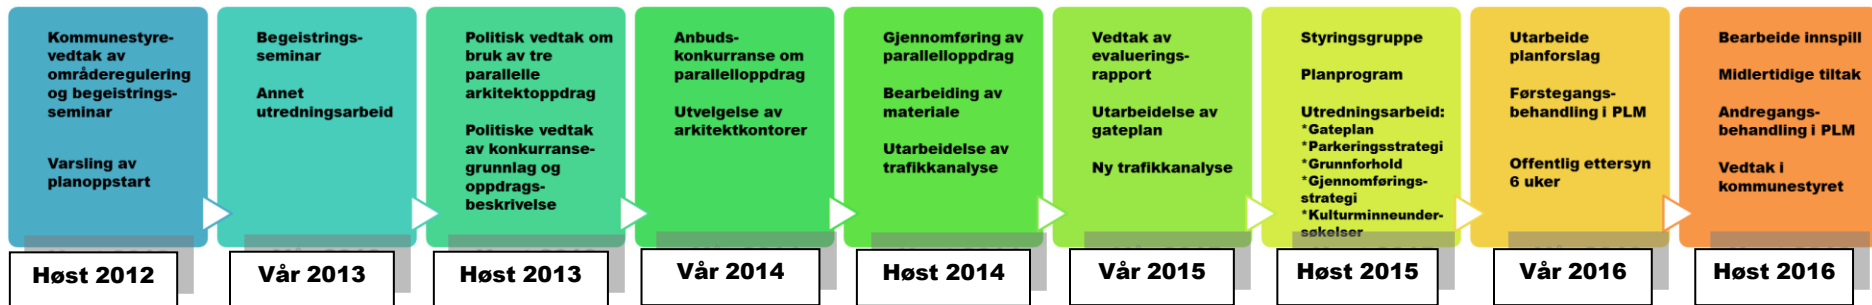 Kommunestyre-
vedtak av
områderegulering
og begeistrings-
seminar
Varsling av
planoppstart
Høst 2012
Begeistrings-
seminar
Annet
utredningsarbeid
Vår 2013
Politisk vedtak om
bruk av tre
parallelle
arkitektoppdrag
Politiske vedtak
av konkurranse-
grunnlag og
oppdrags-
beskrivelse
Høst 2013
Anbuds-
konkurranse om
parallelloppdrag
Utvelgelse av
arkitektkontorer
Vår 2014
Gjennomføring av
parallelloppdrag
Bearbeiding av
materiale
Utarbeidelse av
trafikkanalyse
Høst 2014
Vedtak av
evaluerings-
rapport
Utarbeidelse av
gateplan
Ny trafikkanalyse
Vår 2015
Styringsgruppe
Planprogram
Utredningsarbeid:
*Gateplan
*Parkeringsstrategi
*Grunnforhold
*Gjennomførings-
strategi
*Kulturminneunder-
søkelser
Høst 2015
Utarbeide
planforslag
Førstegangs-
behandling i PLM
Offentlig ettersyn
6 uker
Vår 2016
Bearbeide innspill
Midlertidige tiltak
Andregangs-
behandling i PLM
Vedtak i
kommunestyret
Høst 2016